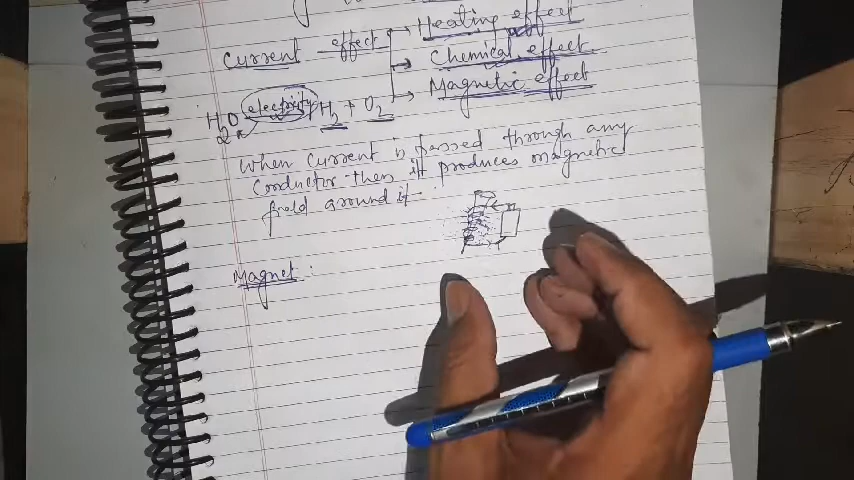 Heating effect
Current effect
Chemical effect
Magnetic effect
H2O electricity H2 + O2
When Current is passed through any
Conductor then it produces magnetic
field around it
Magnet :